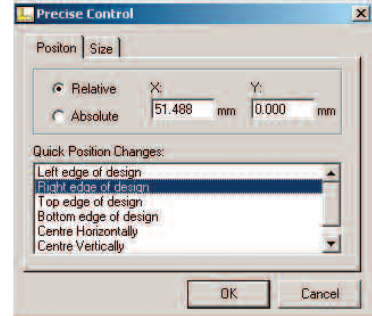 Precise Control
Positon Size
Relative X: Y:
Absolute 51.488 mm 0.000 mm
Quick Position Changes:
Left edge of design
Right edge of design
Top edge of design
Bottom edge of design
Centre Horizontally
Centre Vertically
OK Cancel